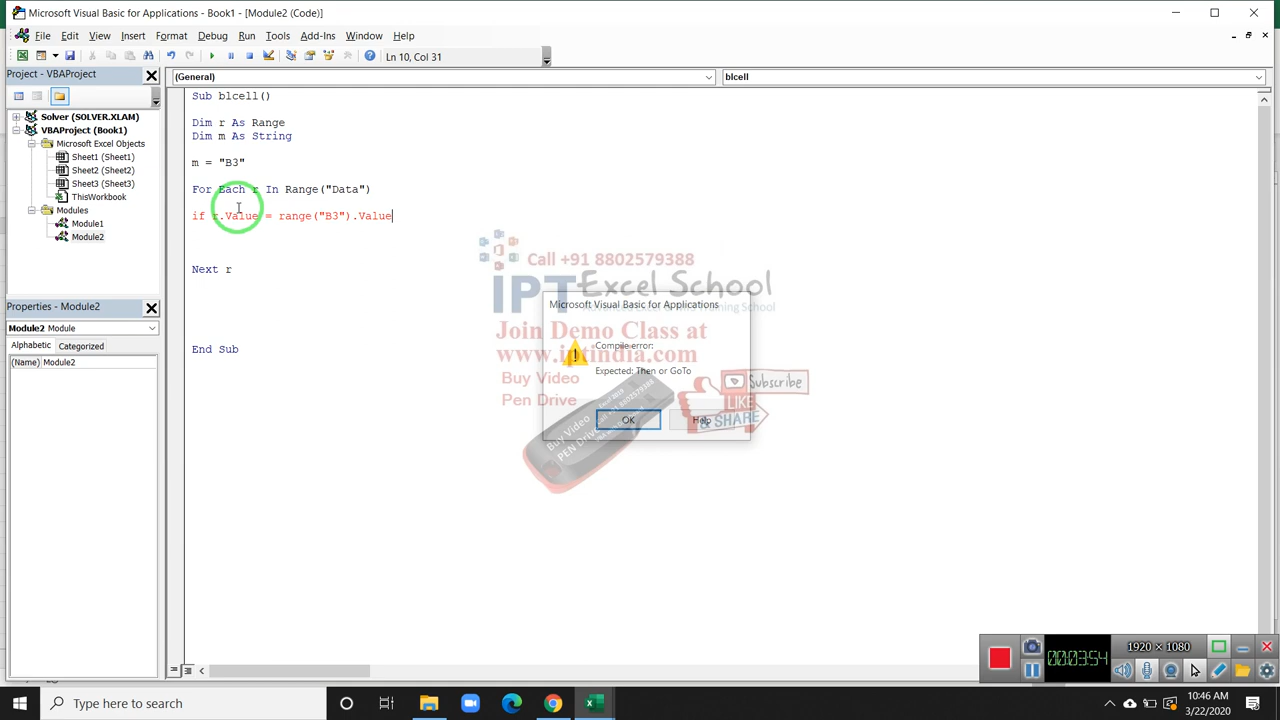 Microsoft Visual Basic for Applications - Book1 - [Module2 (Code)]
File Edit View Insert Format Debug Run Tools Add-Ins Window Help
Ln 10, Col 31
Project - VBAProject
(General)
blcell
Solver (SOLVER.XLAM)
VBAProject (Book1)
Microsoft Excel Objects
Sheet1 (Sheet1)
Sheet2 (Sheet2)
Sheet3 (Sheet3)
ThisWorkbook
Modules
Module1
Module2
Properties - Module2
Module2 Module
Alphabetic Categorized
(Name) Module2
Sub blcell()
Dim r As Range
Dim m As String
m = "B3"
For Each r In Range("Data")
if r.Value = range("B3").Value
Next r
End Sub
Call +91 8802579388
IPT Excel School
Join Demo Class at
www.iptindia.com
Buy Video
Pen Drive
Subscribe
LIKE
& SHARE
Buy Video
Microsoft Visual Basic for Applications
Compile error:
Expected: Then or GoTo
OK
Help
1920 × 1080
00:03:54
Type here to search
10:46 AM
3/22/2020